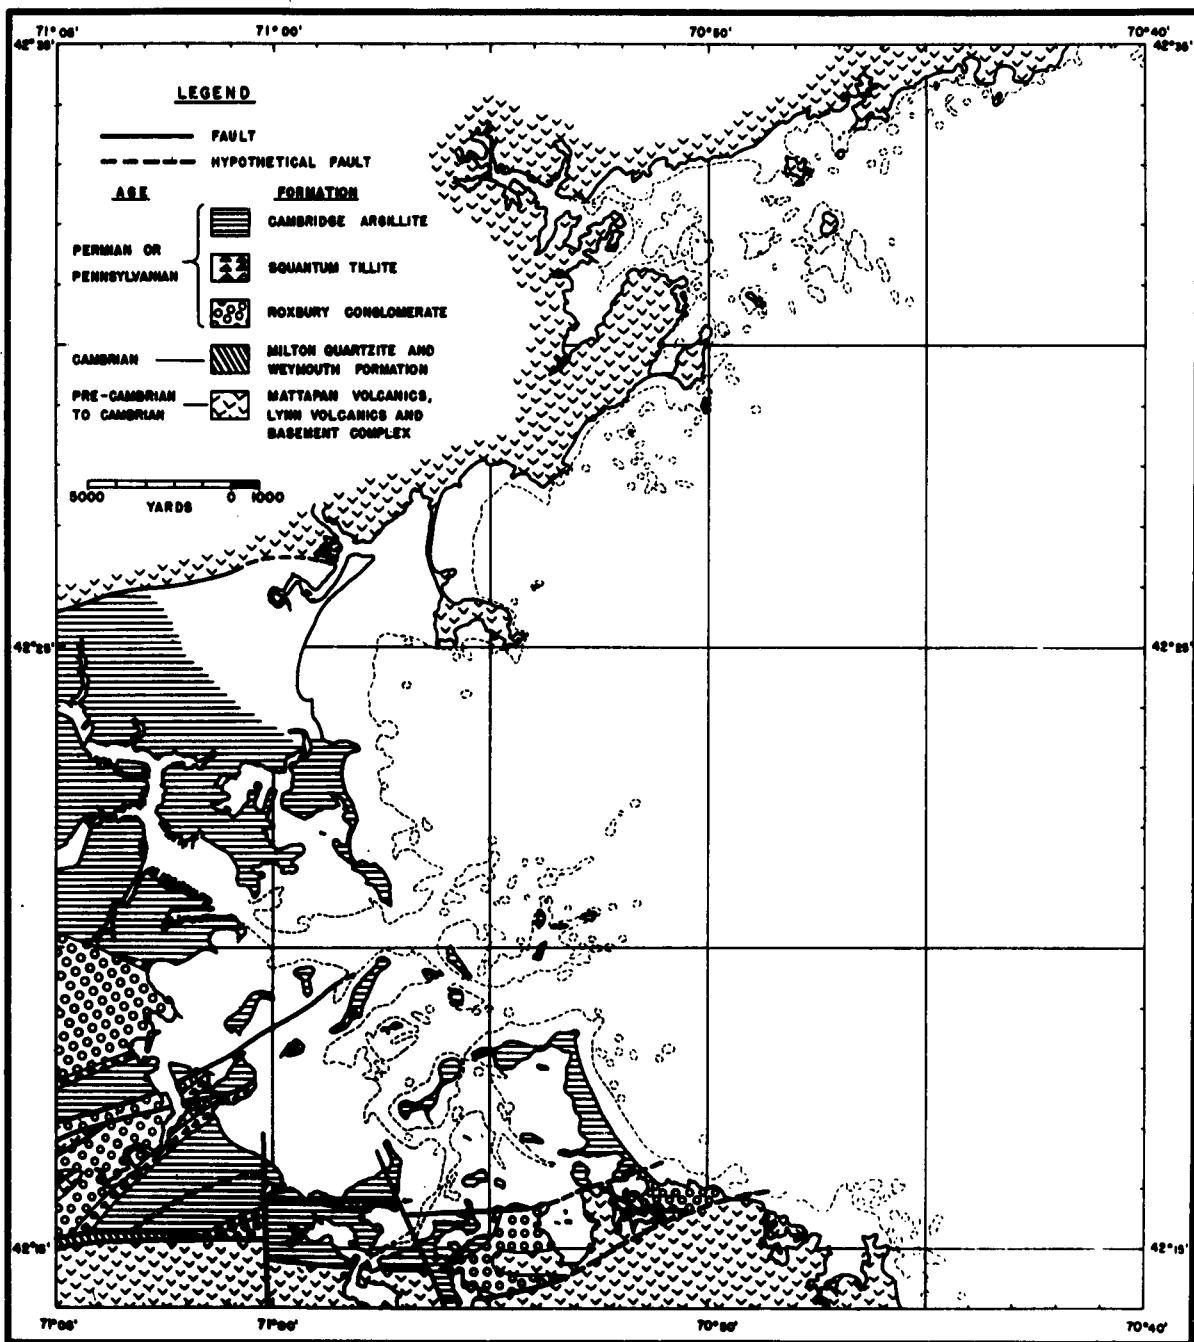 71°05' 71°00' 70°50' 70°40'
42°35' 42°35'
LEGEND
FAULT
HYPOTHETICAL FAULT
AGE FORMATION
CAMBRIDGE ARGILLITE
PERMIAN OR
PENNSYLVANIAN
SQUANTUM TILLITE
ROXBURY CONGLOMERATE
CAMBRIAN
MILTON QUARTZITE AND
WEYMOUTH FORMATION
PRE-CAMBRIAN
TO CAMBRIAN
MATTAPAN VOLCANICS,
LYNN VOLCANICS AND
BASEMENT COMPLEX
5000 0 1000
YARDS
42°25' 42°25'
42°15' 42°15'
71°05' 71°00' 70°50' 70°40'